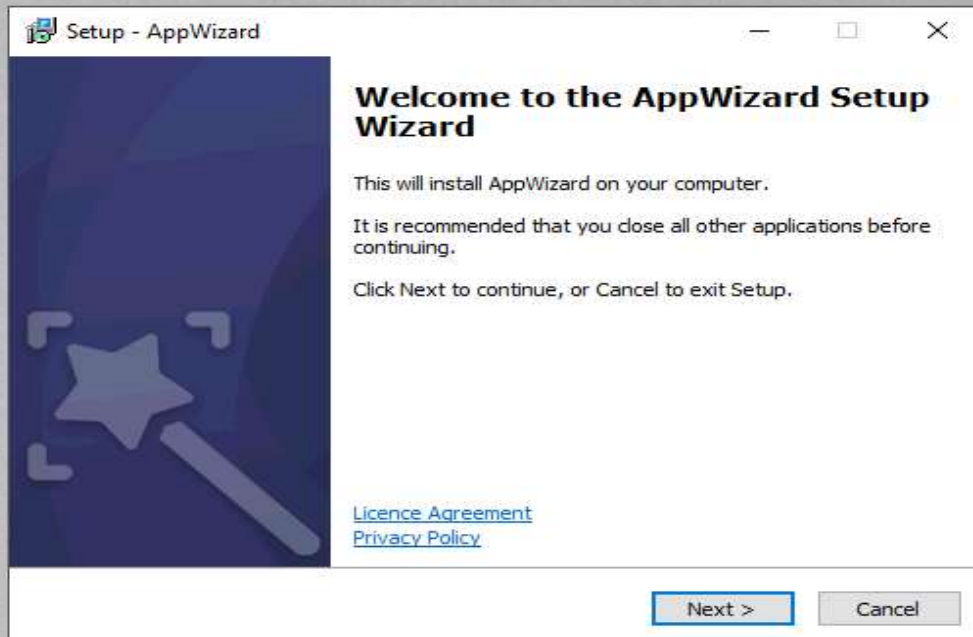 Setup - AppWizard
Welcome to the AppWizard Setup
Wizard
This will install AppWizard on your computer.
It is recommended that you close all other applications before
continuing.
Click Next to continue, or Cancel to exit Setup.
Licence Agreement
Privacy Policy
Next >
Cancel